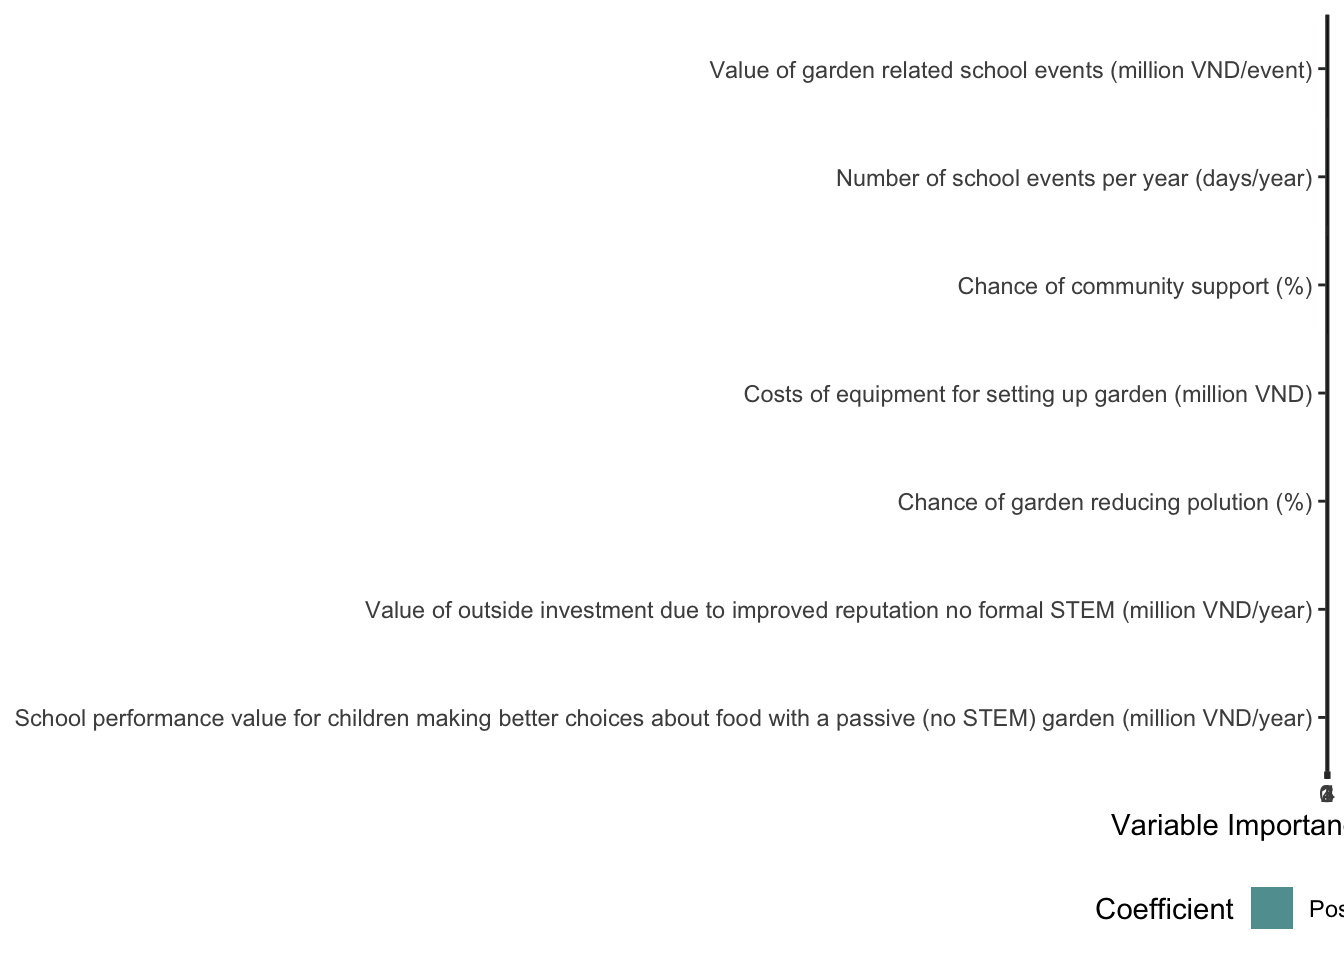 Value of garden related school events (million VND/event)
Number of school events per year (days/year)
Chance of community support (%)
Costs of equipment for setting up garden (million VND)
Chance of garden reducing polution (%)
Value of outside investment due to improved reputation no formal STEM (million VND/year)
School performance value for children making better choices about food with a passive (no STEM) garden (million VND/year)
Variable Importan
Coefficient Pos